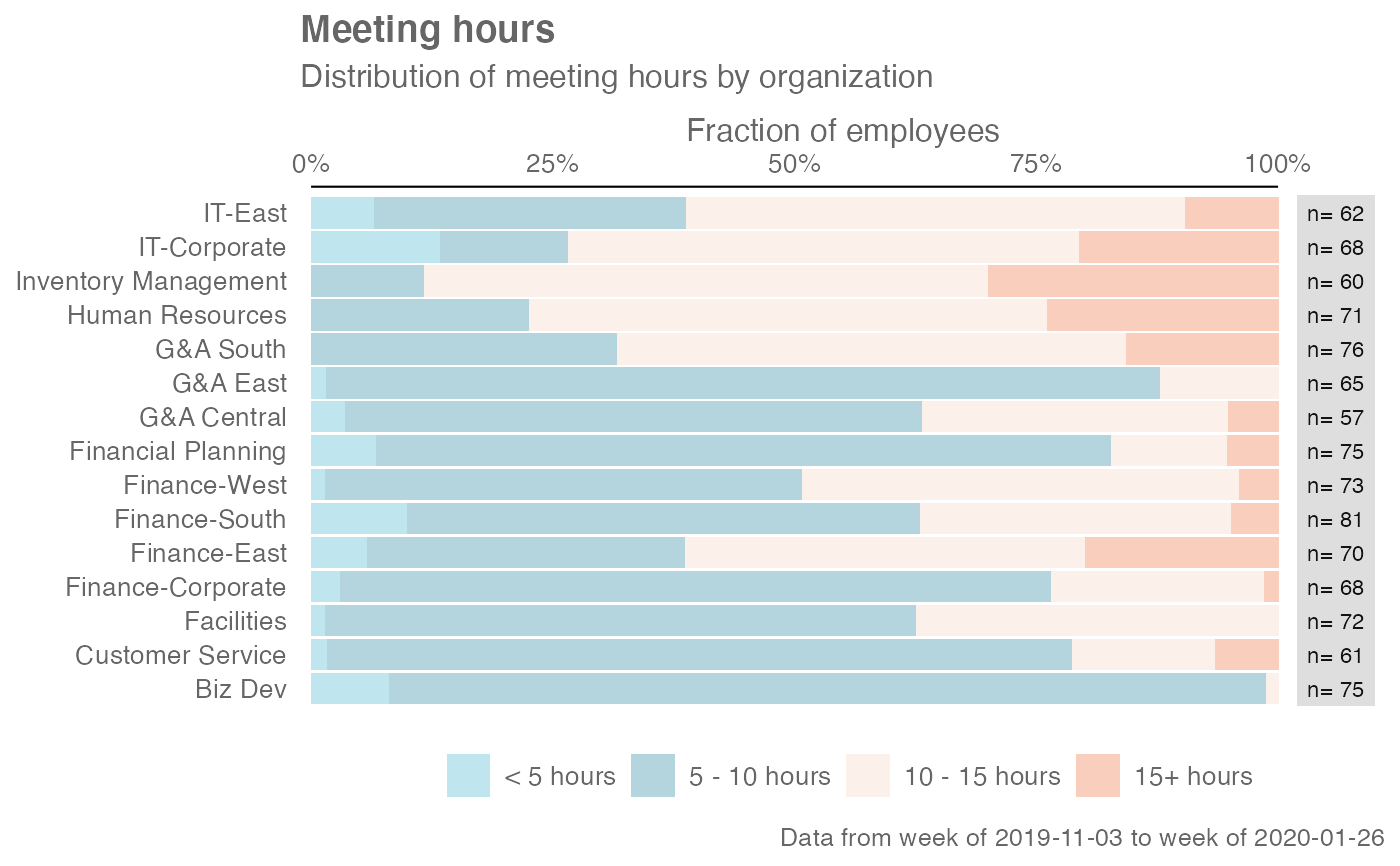 Meeting hours
Distribution of meeting hours by organization
Fraction of employees
0% 25% 50% 75% 100%
IT-East n= 62
IT-Corporate n= 68
Inventory Management n= 60
Human Resources n= 71
G&A South n= 76
G&A East n= 65
G&A Central n= 57
Financial Planning n= 75
Finance-West n= 73
Finance-South n= 81
Finance-East n= 70
Finance-Corporate n= 68
Facilities n= 72
Customer Service n= 61
Biz Dev n= 75
< 5 hours 5 - 10 hours 10 - 15 hours 15+ hours
Data from week of 2019-11-03 to week of 2020-01-26